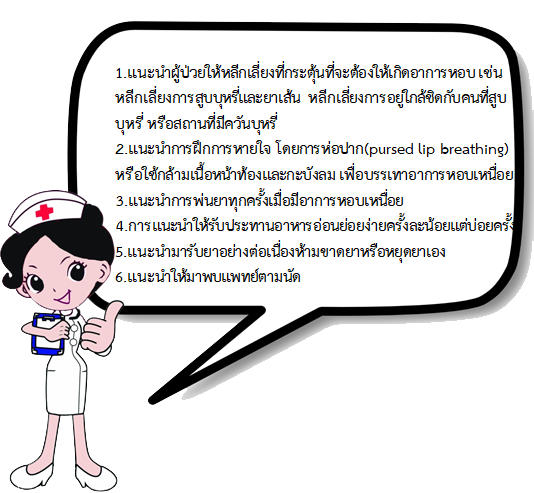 1.แนะนำผู้ป่วยให้หลีกเลี่ยงที่กระตุ้นที่จะต้องให้เกิดอาการหอบ เช่น
หลีกเลี่ยงการสูบบุหรี่และยาเส้น หลีกเลี่ยงการอยู่ใกล้ชิดกับคนที่สูบ
บุหรี่ หรือสถานที่มีควันบุหรี่
2.แนะนำการฝึกการหายใจ โดยการห่อปาก(pursed lip breathing)
หรือใช้กล้ามเนื้อหน้าท้องและกะบังลม เพื่อบรรเทาอาการหอบเหนื่อย
3.แนะนำการพ่นยาทุกครั้งเมื่อมีอาการหอบเหนื่อย
4.การแนะนำให้รับประทานอาหารอ่อนย่อยง่ายครั้งละน้อยแต่บ่อยครั้ง
5.แนะนำมารับยาอย่างต่อเนื่องห้ามขาดยาหรือหยุดยาเอง
6.แนะนำให้มาพบแพทย์ตามนัด